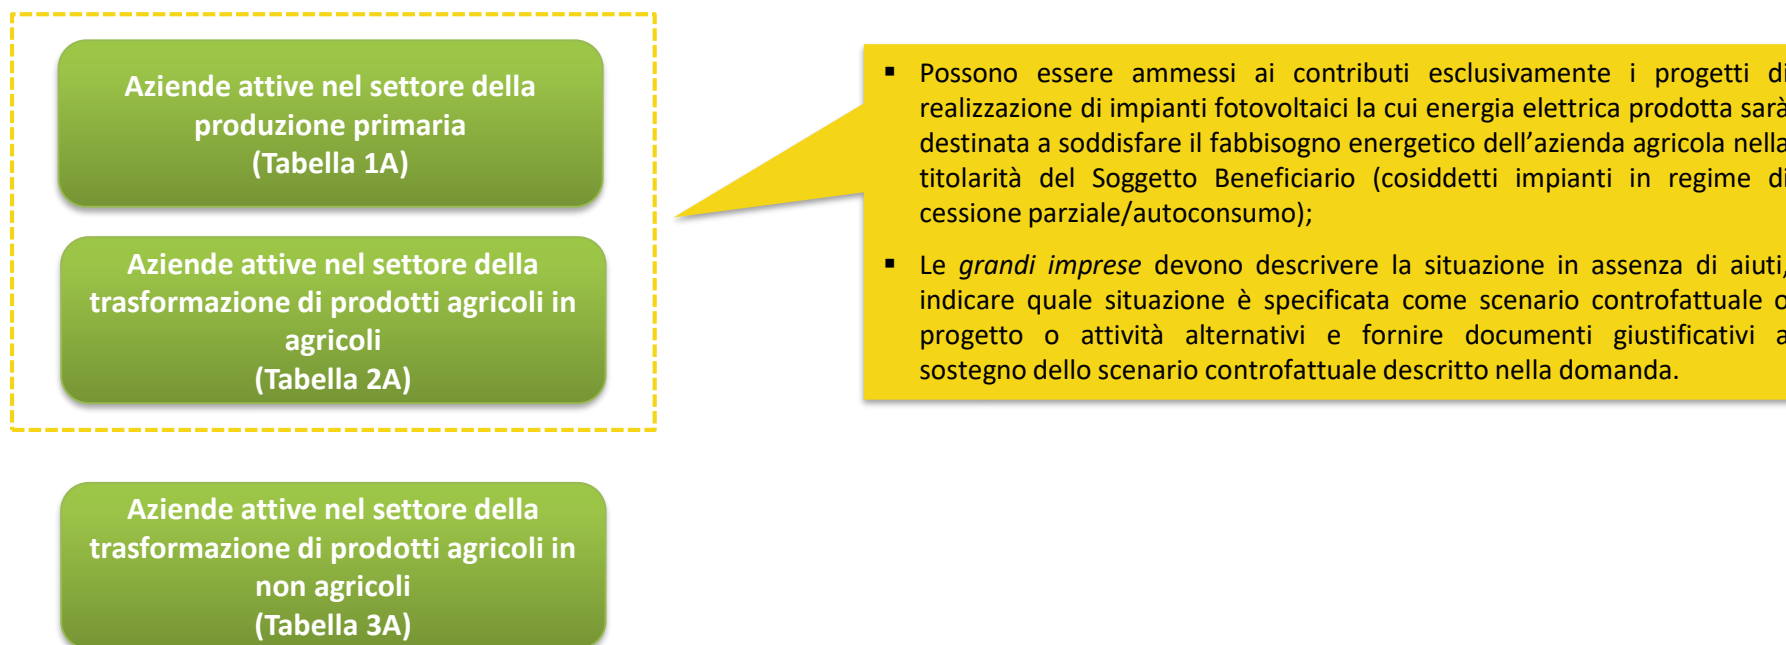 Aziende attive nel settore della
produzione primaria
(Tabella 1A)
Aziende attive nel settore della
trasformazione di prodotti agricoli in
agricoli
(Tabella 2A)
Aziende attive nel settore della
trasformazione di prodotti agricoli in
non agricoli
(Tabella 3A)
▪ Possono essere ammessi ai contributi esclusivamente i progetti di
realizzazione di impianti fotovoltaici la cui energia elettrica prodotta sarà
destinata a soddisfare il fabbisogno energetico dell’azienda agricola nella
titolarità del Soggetto Beneficiario (cosiddetti impianti in regime di
cessione parziale/autoconsumo);
▪ Le grandi imprese devono descrivere la situazione in assenza di aiuti,
indicare quale situazione è specificata come scenario controfattuale o
progetto o attività alternativi e fornire documenti giustificativi a
sostegno dello scenario controfattuale descritto nella domanda.